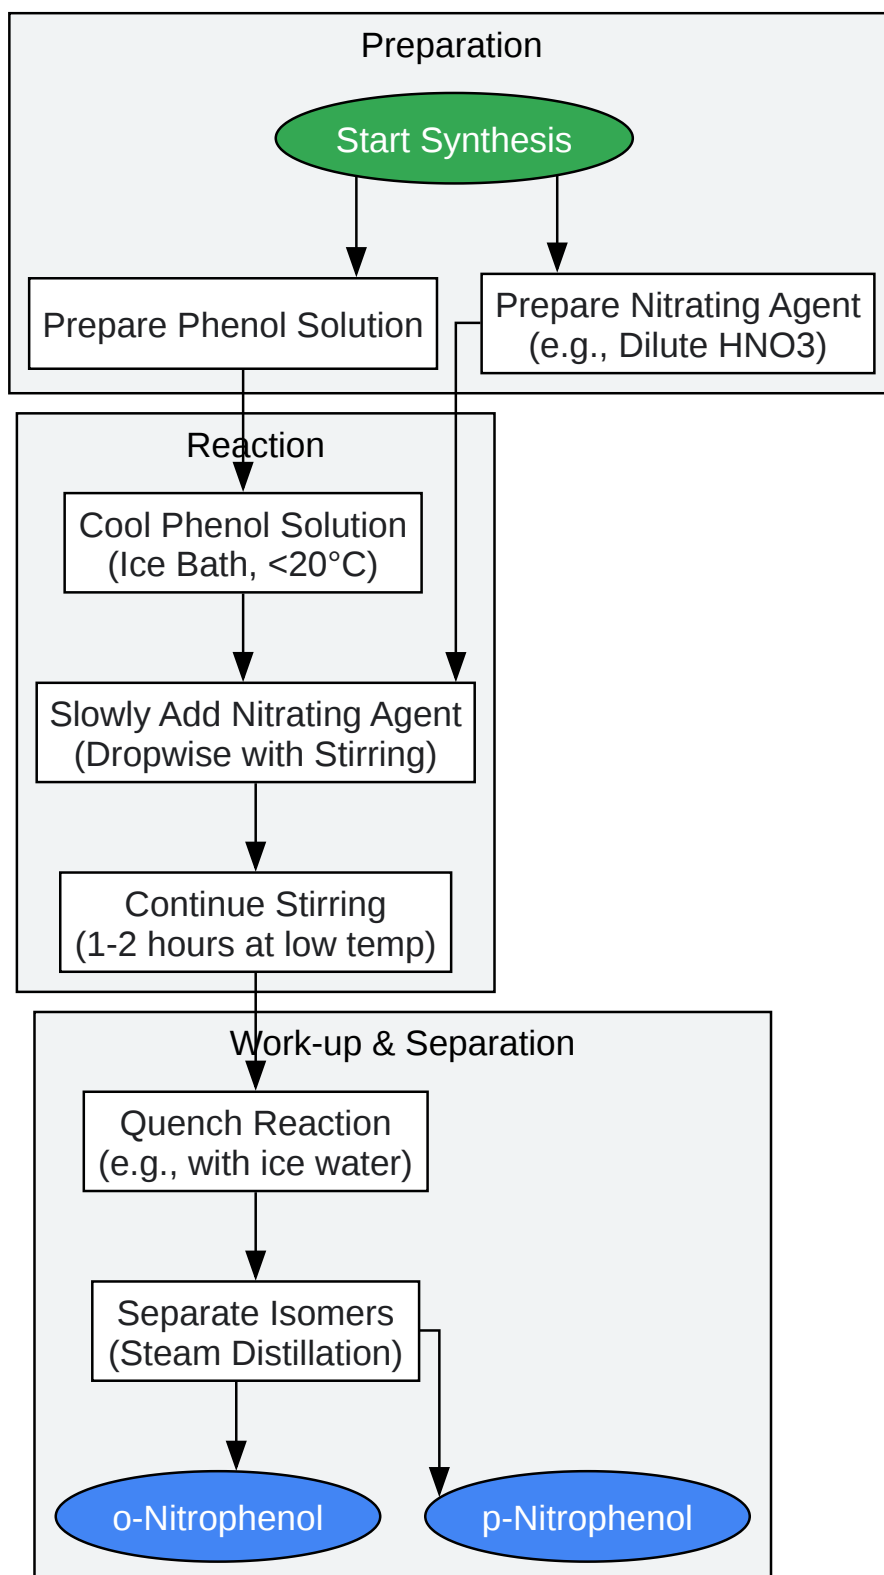 Preparation
Start Synthesis
Prepare Phenol Solution
Prepare Nitrating Agent
(e.g., Dilute HNO3)
Reaction
Cool Phenol Solution
(Ice Bath, <20°C)
Slowly Add Nitrating Agent
(Dropwise with Stirring)
Continue Stirring
(1-2 hours at low temp)
Work-up & Separation
Quench Reaction
(e.g., with ice water)
Separate Isomers
(Steam Distillation)
o-Nitrophenol
p-Nitrophenol